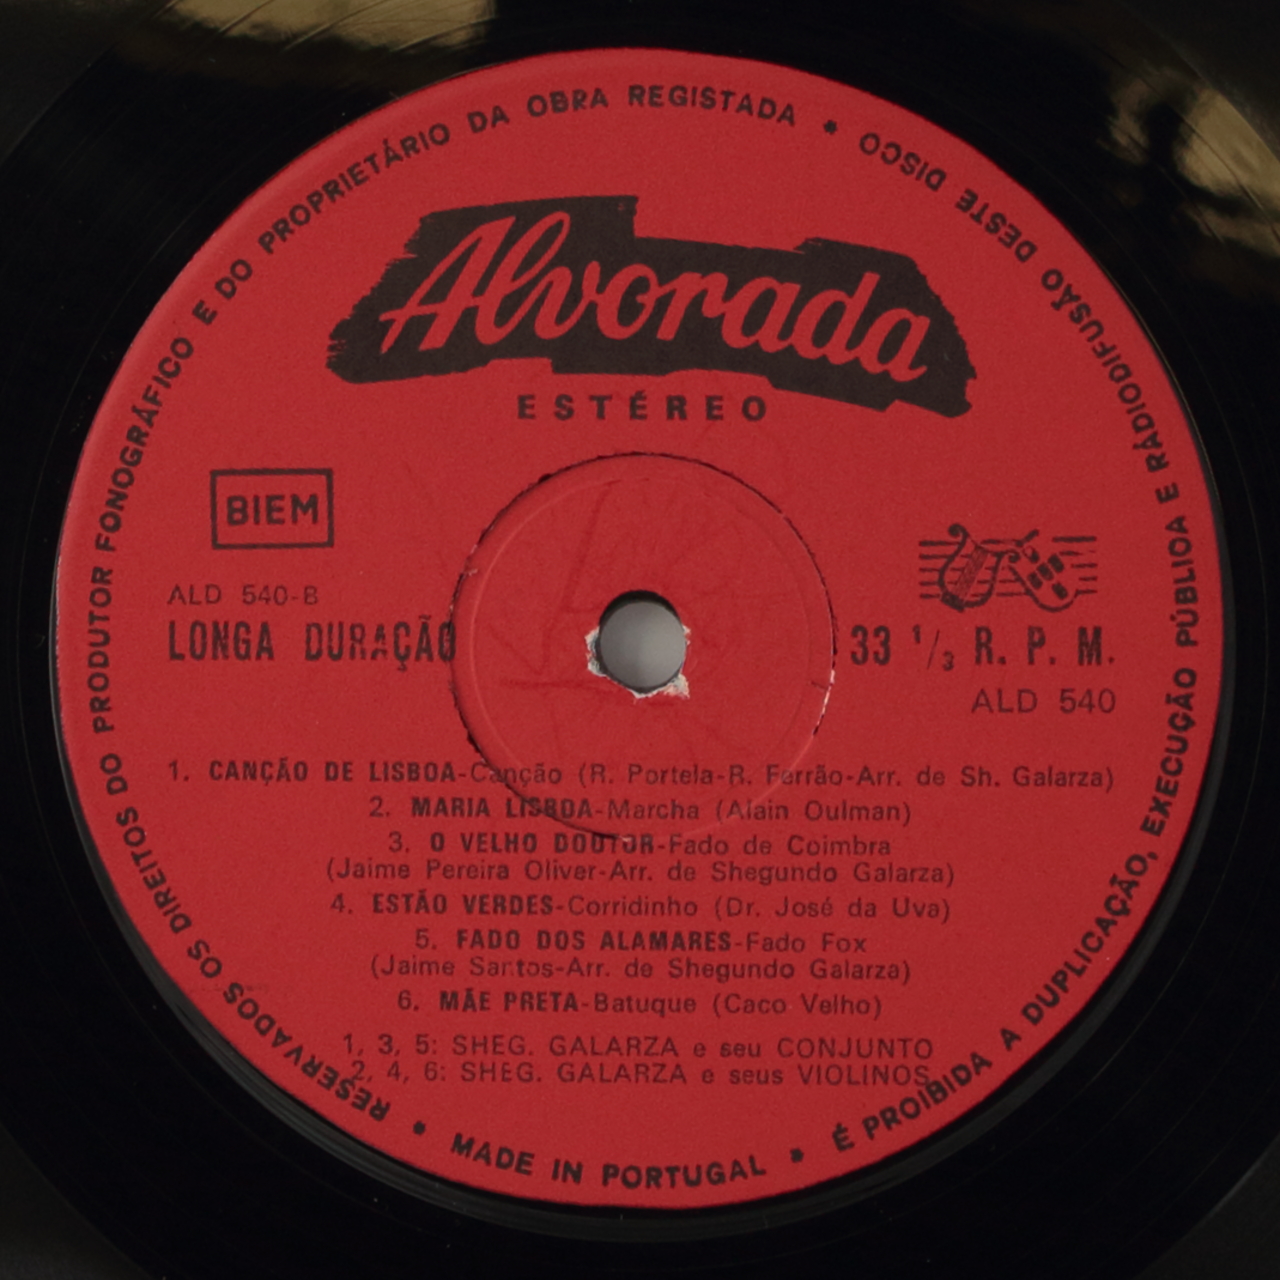 RESERVADOS OS DIREITOS DO PRODUTOR FONOGRÁFICO E DO PROPRIETÁRIO DA OBRA REGISTADA *
É PROIBIDA A DUPLICAÇÃO, EXECUÇÃO PÚBLIOA E RÁDIODIFUSÃO DESTE DISCO
* MADE IN PORTUGAL *
Alvorada
ESTÉREO
BIEM
ALD 540-B
LONGA DURAÇÃO
33 1/3 R. P. M.
ALD 540
1. CANÇÃO DE LISBOA-Canção (R. Portela-R. Ferrão-Arr. de Sh. Galarza)
2. MARIA LISBOA-Marcha (Alain Oulman)
3. O VELHO DOUTOR-Fado de Coimbra
(Jaime Pereira Oliver-Arr. de Shegundo Galarza)
4. ESTÃO VERDES-Corridinho (Dr. José da Uva)
5. FADO DOS ALAMARES-Fado Fox
(Jaime Santos-Arr. de Shegundo Galarza)
6. MÃE PRETA-Batuque (Caco Velho)
1, 3, 5: SHEG. GALARZA e seu CONJUNTO
2, 4, 6: SHEG. GALARZA e seus VIOLINOS